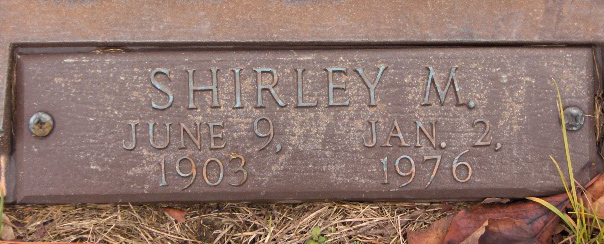 SHIRLEY M.
JUNE 9, JAN. 2,
1903 1976